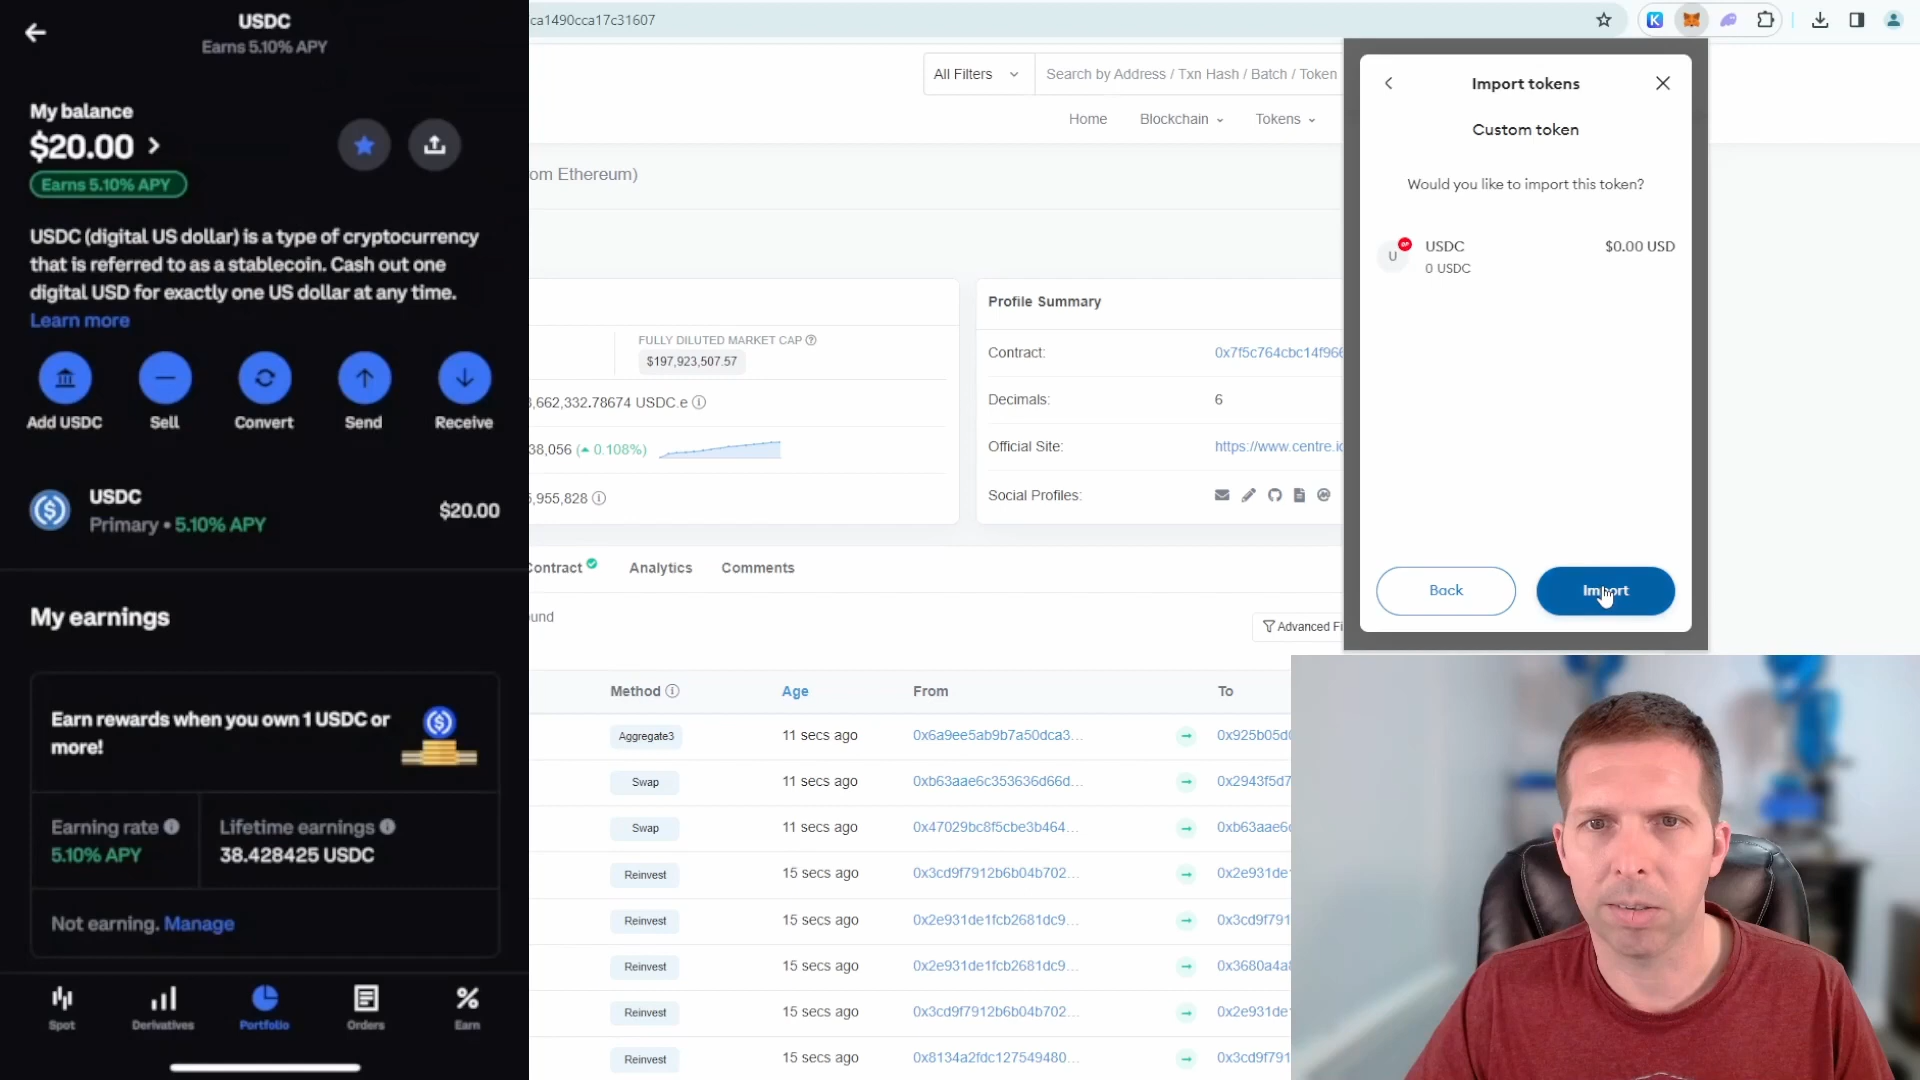 USDC
Earns 5.10% APY
My balance
$20.00
Earns 5.10% APY
USDC (digital US dollar) is a type of cryptocurrency
that is referred to as a stablecoin. Cash out one
digital USD for exactly one US dollar at any time.
Learn more
Add USDC
Sell
Convert
Send
Receive
USDC
Primary • 5.10% APY
$20.00
My earnings
Earn rewards when you own 1 USDC or
more!
Earning rate
5.10% APY
Lifetime earnings
38.428425 USDC
Not earning. Manage
Spot
Derivatives
Portfolio
Orders
Earn
ca1490cca17c31607
All Filters
Search by Address / Txn Hash / Batch / Token
Home
Blockchain
Tokens
om Ethereum)
FULLY DILUTED MARKET CAP
$197,923,507.57
,662,332.78674 USDC.e
38,056 (0.108%)
,955,828
Profile Summary
Contract:
0x7f5c764cbc14f966
Decimals:
6
Official Site:
https://www.centre.ic
Social Profiles:
Contract
Analytics
Comments
und
Advanced Fi
Method
Age
From
To
Aggregate3
11 secs ago
0x6a9ee5ab9b7a50dca3...
0x925b05d
Swap
11 secs ago
0xb63aae6c353636d66d...
0x2943f5d7
Swap
11 secs ago
0x47029bc8f5cbe3b464...
0xb63aae6
Reinvest
15 secs ago
0x3cd9f7912b6b04b702...
0x2e931de
Reinvest
15 secs ago
0x2e931de1fcb2681dc9...
0x3cd9f791
Reinvest
15 secs ago
0x2e931de1fcb2681dc9...
0x3680a4a
Reinvest
15 secs ago
0x3cd9f7912b6b04b702...
0x2e931de
Reinvest
15 secs ago
0x8134a2fdc127549480...
0x3cd9f791
Import tokens
Custom token
Would you like to import this token?
U
OP
USDC
0 USDC
$0.00 USD
Back
Import